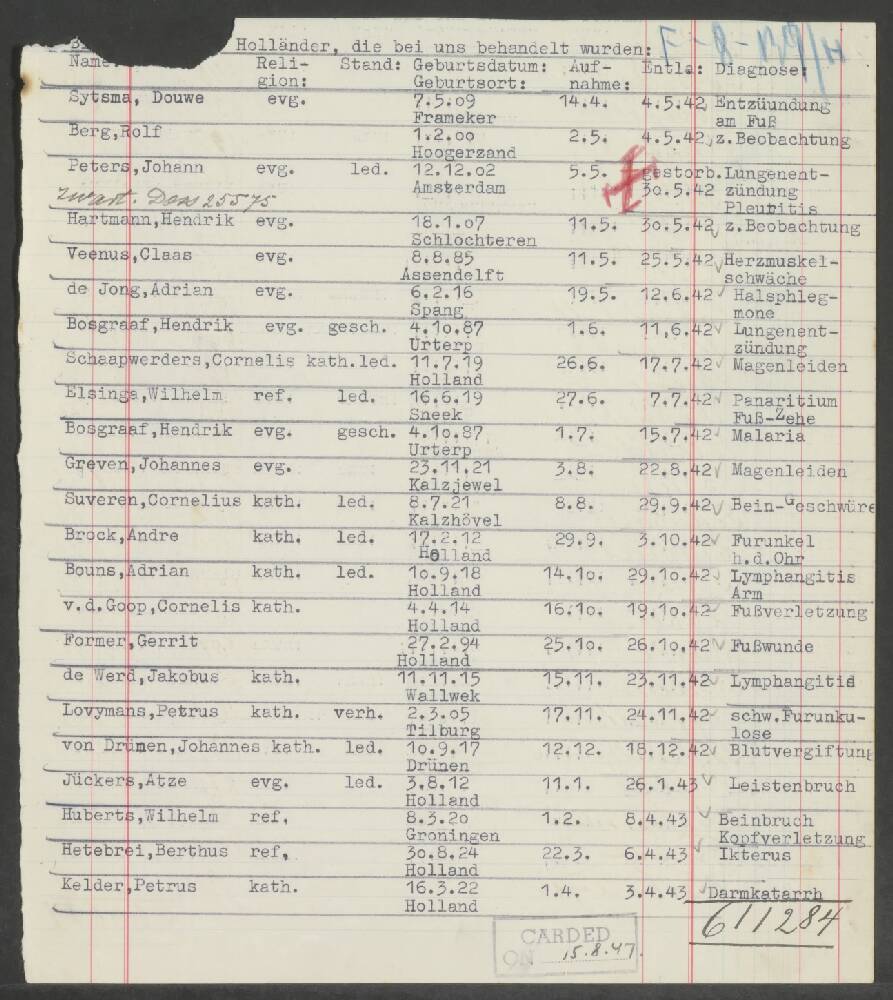 Holländer, die bei uns behandelt wurden:
Name: Reli- Stand: Geburtsdatum: Auf- Entla: Diagnose:
gion: Geburtsort: nahme:
Sytsma, Douwe evg. 7.5.09 14.4. 4.5.42 Entzüundung
Frameker am Fuß
Berg,Rolf 1.2.00 2.5. 4.5.42 z.Beobachtung
Hoogerzand
Peters,Johann evg. led. 12.12.02 5.5. gestorb.Lungenent-
Amsterdam 30.5.42 zündung
zwart. Doss 25575 Pleuritis
Hartmann,Hendrik evg. 18.1.07 11.5. 30.5.42 z.Beobachtung
Schlochteren
Veenus,Claas evg. 8.8.85 11.5. 25.5.42 Herzmuskel-
Assendelft schwäche
de Jong,Adrian evg. 6.2.16 19.5. 12.6.42 Halsphleg-
Spang mone
Bosgraaf,Hendrik evg. gesch. 4.10.87 1.6. 11,6.42 Lungenent-
Urterp zündung
Schaapwerders,Cornelis kath.led. 11.7.19 26.6. 17.7.42 Magenleiden
Holland
Elsinga,Wilhelm ref. led. 16.6.19 27.6. 7.7.42 Panaritium
Sneek Fuß-Zehe
Bosgraaf,Hendrik evg. gesch. 4.10.87 1.7. 15.7.42 Malaria
Urterp
Greven,Johannes evg. 23.11.21 3.8. 22.8.42 Magenleiden
Kalzjewel
Suveren,Cornelius kath. led. 8.7.21 8.8. 29.9.42 Bein-Geschwüre
Kalzhövel
Brock,Andre kath. led. 17.2.12 29.9. 3.10.42 Furunkel
Holland h.d.Ohr
Bouns,Adrian kath. led. 10.9.18 14.10. 29.10.42 Lymphangitis
Holland Arm
v.d.Goop,Cornelis kath. 4.4.14 16.10. 19.10.42 Fußverletzung
Holland
Former,Gerrit 27.2.94 25.10. 26.10.42 Fußwunde
Holland
de Werd,Jakobus kath. 11.11.15 15.11. 23.11.42 Lymphangitis
Wallwek
Lovymans,Petrus kath. verh. 2.3.05 17.11. 24.11.42 schw.Furunku-
Tilburg lose
von Drümen,Johannes kath. led. 10.9.17 12.12. 18.12.42 Blutvergiftung
Drünen
Jückers,Atze evg. led. 3.8.12 11.1. 26.1.43 Leistenbruch
Holland
Huberts,Wilhelm ref. 8.3.20 1.2. 8.4.43 Beinbruch
Groningen Kopfverletzung
Hetebrei,Berthus ref. 30.8.24 22.3. 6.4.43 Ikterus
Holland
Kelder,Petrus kath. 16.3.22 1.4. 3.4.43 Darmkatarrh
Holland
611284
CARDED
ON 15.8.47.